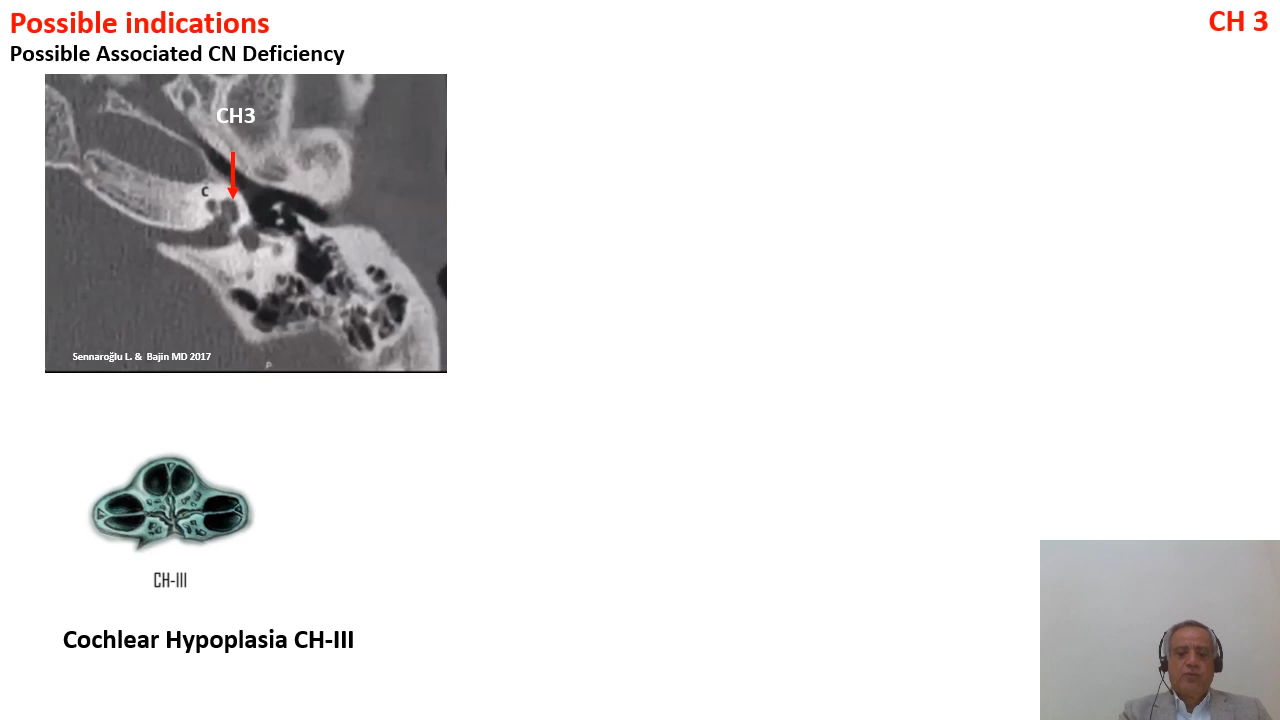 Possible indications
CH 3
Possible Associated CN Deficiency
CH3
C
Sennaroğlu L. & Bajin MD 2017
P
CH-III
Cochlear Hypoplasia CH-III